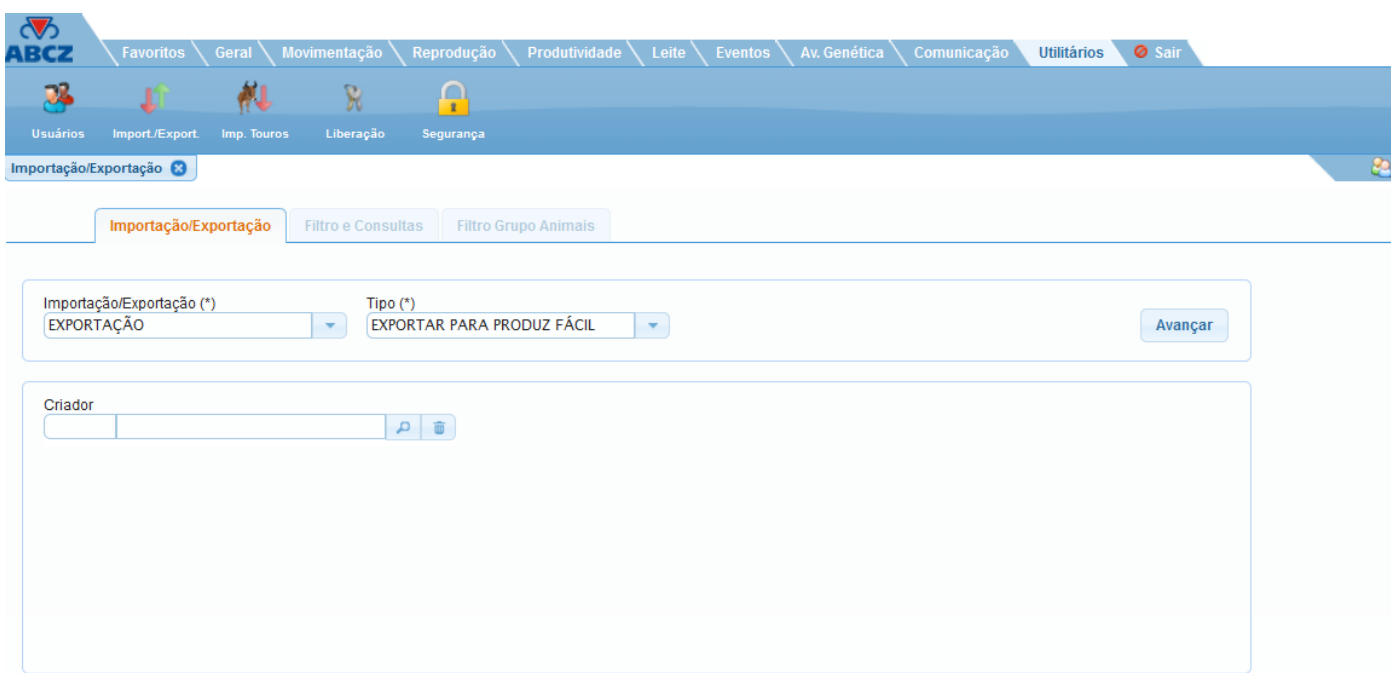 ABCZ
Favoritos Geral Movimentação Reprodução Produtividade Leite Eventos Av. Genética Comunicação Utilitários Sair
Usuários Import./Export. Imp. Touros Liberação Segurança
Importação/Exportação
Importação/Exportação Filtro e Consultas Filtro Grupo Animais
Importação/Exportação (*) Tipo (*)
EXPORTAÇÃO EXPORTAR PARA PRODUZ FÁCIL Avançar
Criador